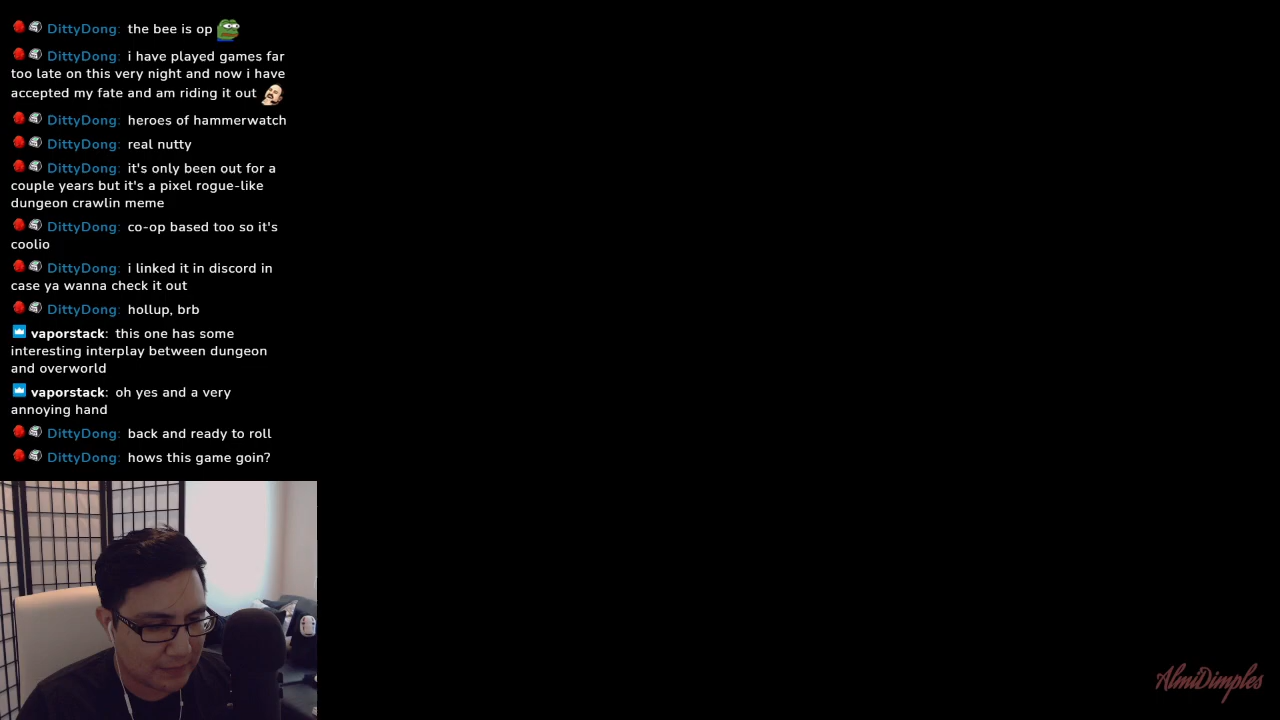 DittyDong: the bee is op
DittyDong: i have played games far
too late on this very night and now i have
accepted my fate and am riding it out
DittyDong: heroes of hammerwatch
DittyDong: real nutty
DittyDong: it's only been out for a
couple years but it's a pixel rogue-like
dungeon crawlin meme
DittyDong: co-op based too so it's
coolio
DittyDong: i linked it in discord in
case ya wanna check it out
DittyDong: hollup, brb
vaporstack: this one has some
interesting interplay between dungeon
and overworld
vaporstack: oh yes and a very
annoying hand
DittyDong: back and ready to roll
DittyDong: hows this game goin?
AlmiDimples